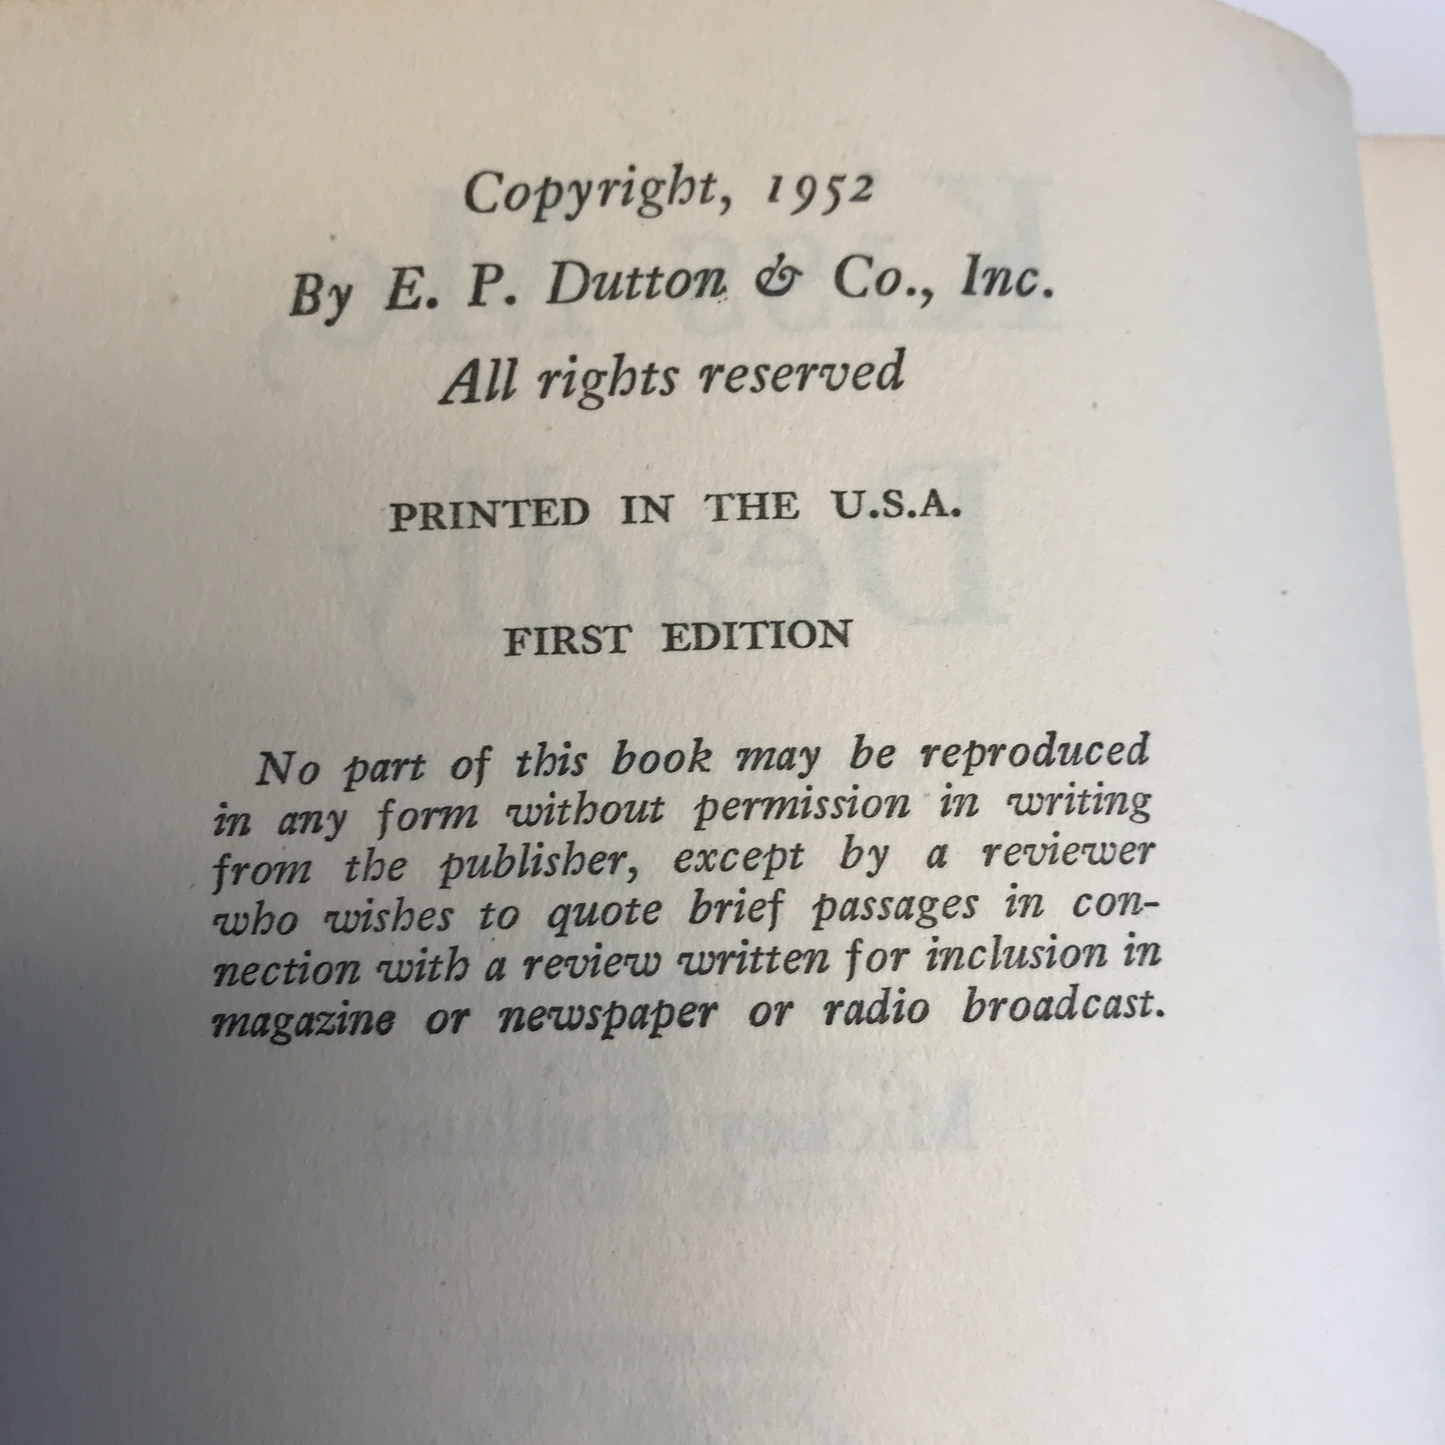 Copyright, 1952
By E. P. Dutton & Co., Inc.
All rights reserved
PRINTED IN THE U.S.A.
FIRST EDITION
No part of this book may be reproduced
in any form without permission in writing
from the publisher, except by a reviewer
who wishes to quote brief passages in con-
nection with a review written for inclusion in
magazine or newspaper or radio broadcast.